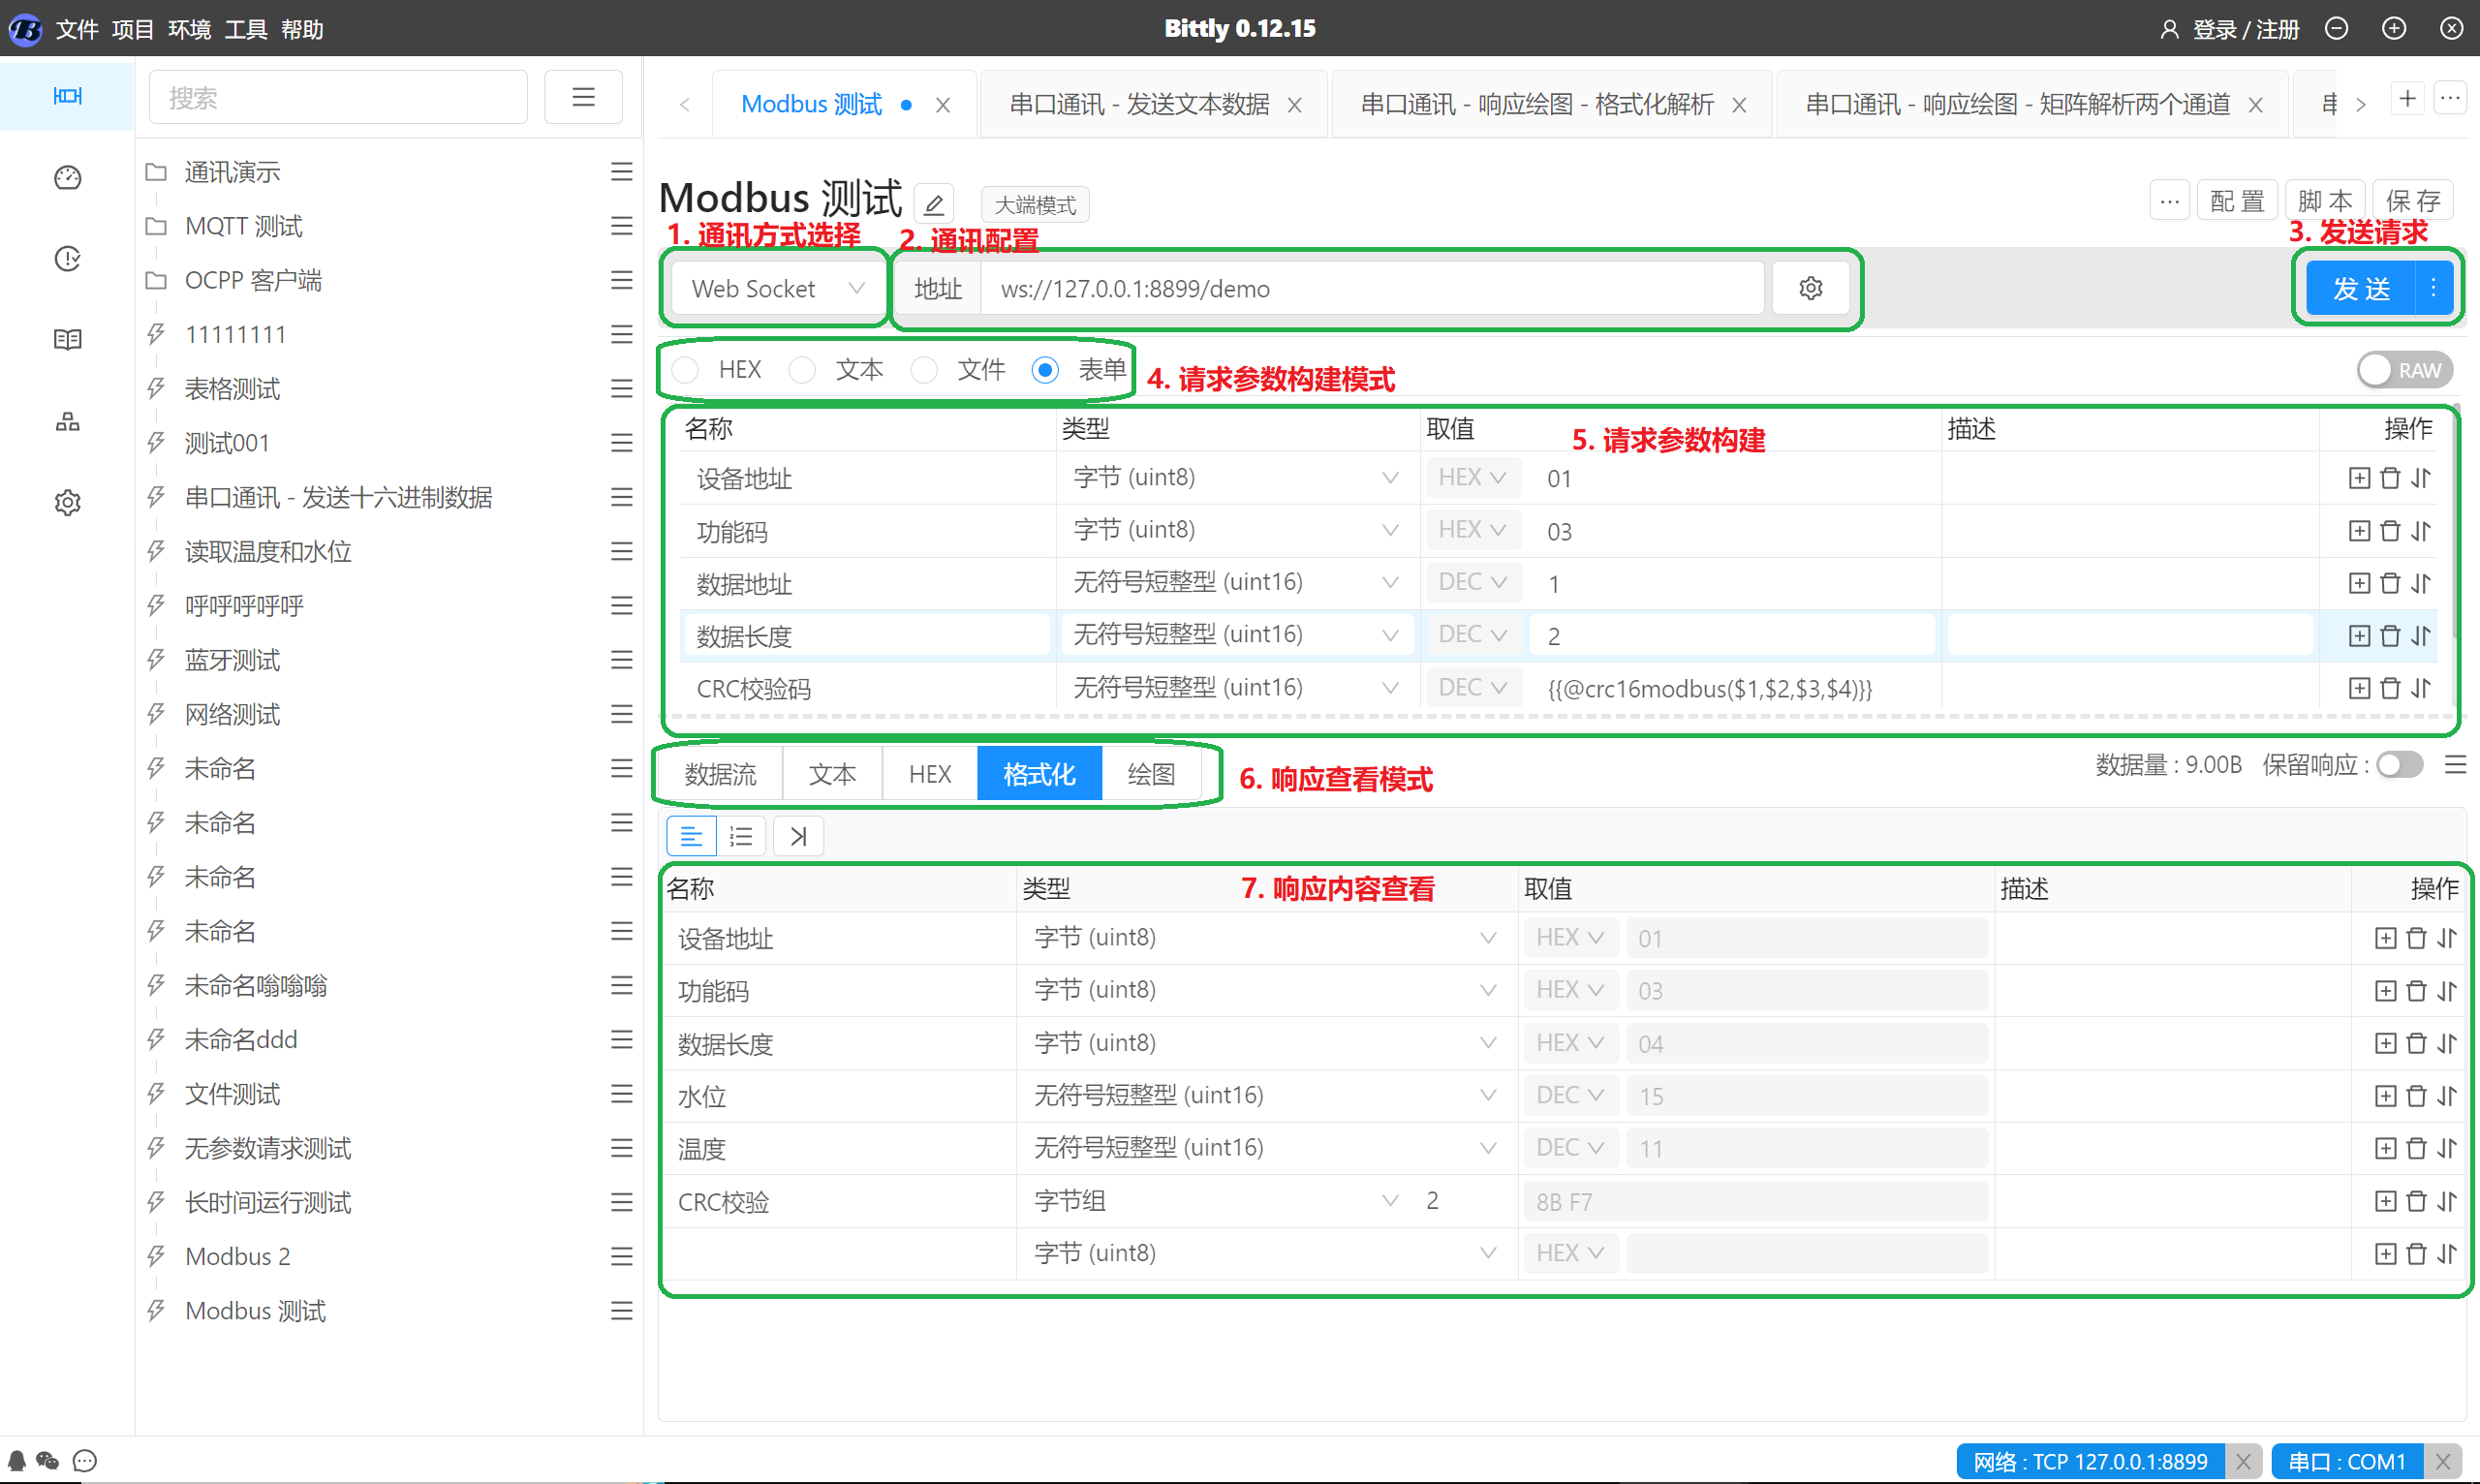 文件 项目 环境 工具 帮助
Bittly 0.12.15
登录 / 注册
搜索
通讯演示
MQTT 测试
OCPP 客户端
11111111
表格测试
测试001
串口通讯 - 发送十六进制数据
读取温度和水位
呼呼呼呼呼
蓝牙测试
网络测试
未命名
未命名
未命名
未命名
未命名嗡嗡嗡
未命名ddd
文件测试
无参数请求测试
长时间运行测试
Modbus 2
Modbus 测试
Modbus 测试
串口通讯 - 发送文本数据
串口通讯 - 响应绘图 - 格式化解析
串口通讯 - 响应绘图 - 矩阵解析两个通道
Modbus 测试
大端模式
配 置
脚 本
保 存
1. 通讯方式选择
2. 通讯配置
3. 发送请求
Web Socket
地址
ws://127.0.0.1:8899/demo
发 送
HEX 文本 文件 表单
4. 请求参数构建模式
RAW
名称 类型 取值 描述 操作
5. 请求参数构建
设备地址 字节 (uint8) HEX 01
功能码 字节 (uint8) HEX 03
数据地址 无符号短整型 (uint16) DEC 1
数据长度 无符号短整型 (uint16) DEC 2
CRC校验码 无符号短整型 (uint16) DEC {{@crc16modbus($1,$2,$3,$4)}}
数据流 文本 HEX 格式化 绘图
6. 响应查看模式
数据量 : 9.00B 保留响应 :
名称 类型 取值 描述 操作
7. 响应内容查看
设备地址 字节 (uint8) HEX 01
功能码 字节 (uint8) HEX 03
数据长度 字节 (uint8) HEX 04
水位 无符号短整型 (uint16) DEC 15
温度 无符号短整型 (uint16) DEC 11
CRC校验 字节组 2 8B F7
字节 (uint8) HEX
网络 : TCP 127.0.0.1:8899 X
串口 : COM1 X